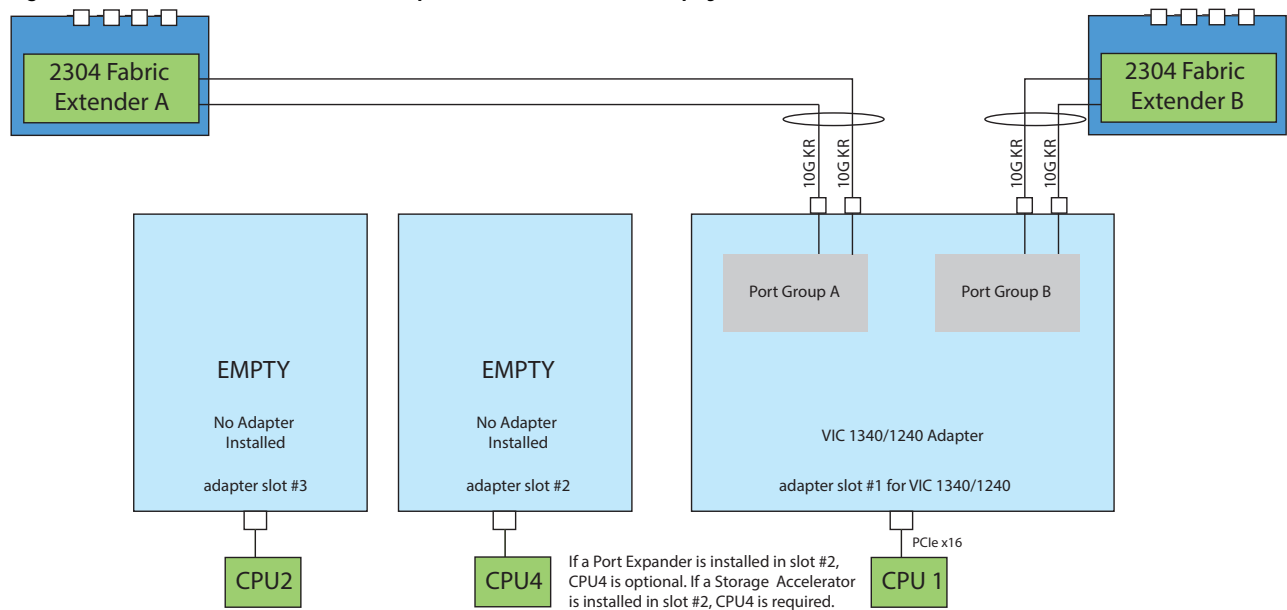 2304 Fabric
Extender A
2304 Fabric
Extender B
10G KR
10G KR
10G KR
10G KR
Port Group A
Port Group B
EMPTY
EMPTY
No Adapter
Installed
No Adapter
Installed
VIC 1340/1240 Adapter
adapter slot #3
adapter slot #2
adapter slot #1 for VIC 1340/1240
PCIe x16
CPU2
CPU4
If a Port Expander is installed in slot #2,
CPU4 is optional. If a Storage Accelerator
is installed in slot #2, CPU4 is required.
CPU 1